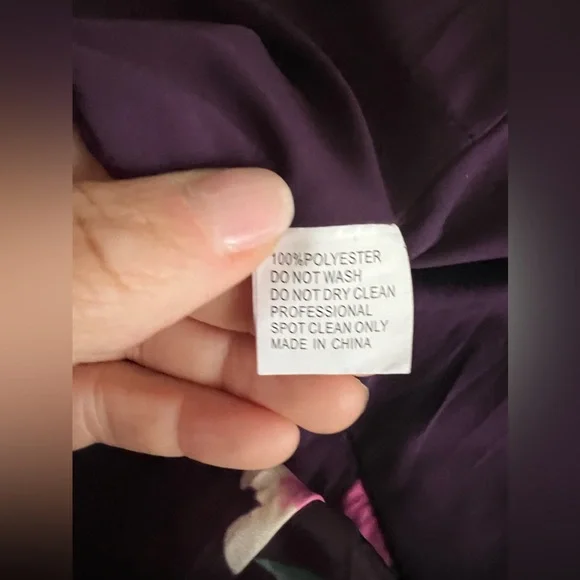 100%POLYESTER
DO NOT WASH
DO NOT DRY CLEAN
PROFESSIONAL
SPOT CLEAN ONLY
MADE IN CHINA